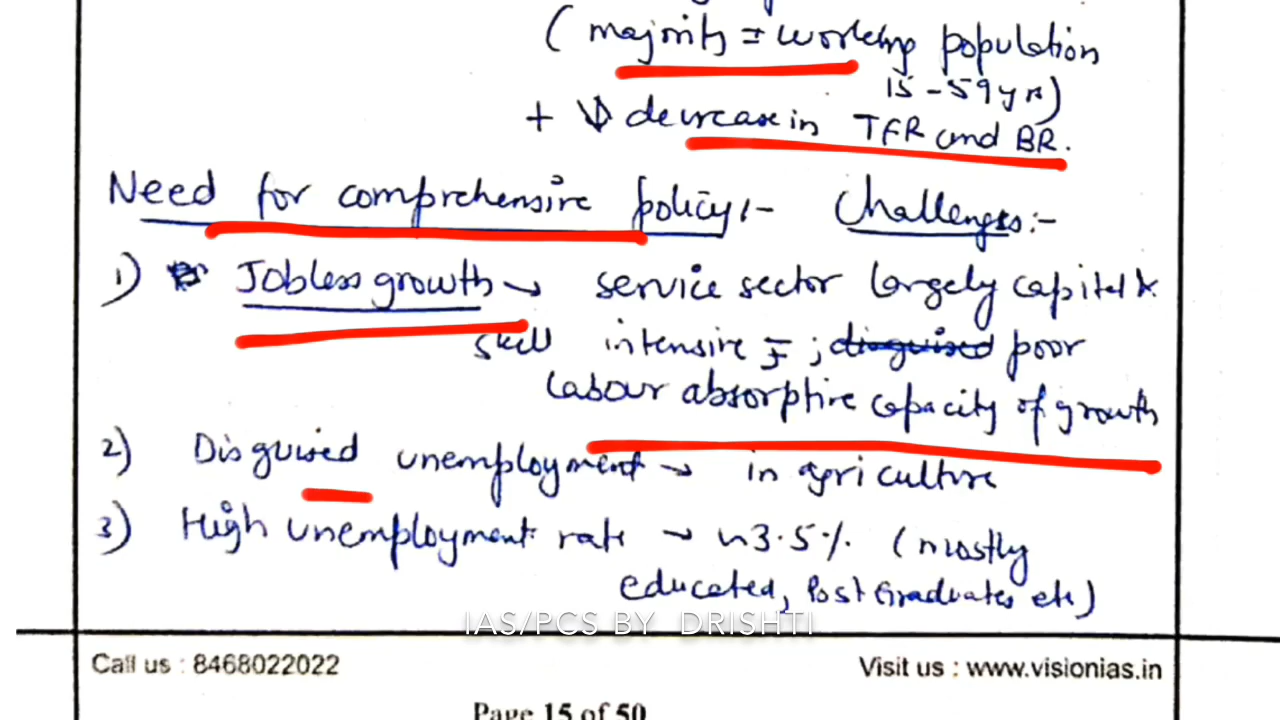 ( majority = working population
15-59yrs)
+ ↓ decrease in TFR and BR.
Need for comprehensive policy:- Challenges:-
1) Jobless growth → service sector largely capital &
skill intensive ; disguised poor
labour absorptive capacity of growth
2) Disguised unemployment → in agriculture
3) High unemployment rate → ~3.5% (mostly
educated, Post Graduates etc)
IAS/PCS BY DRISHTI
Call us : 8468022022 Visit us : www.visionias.in
Page 15 of 50